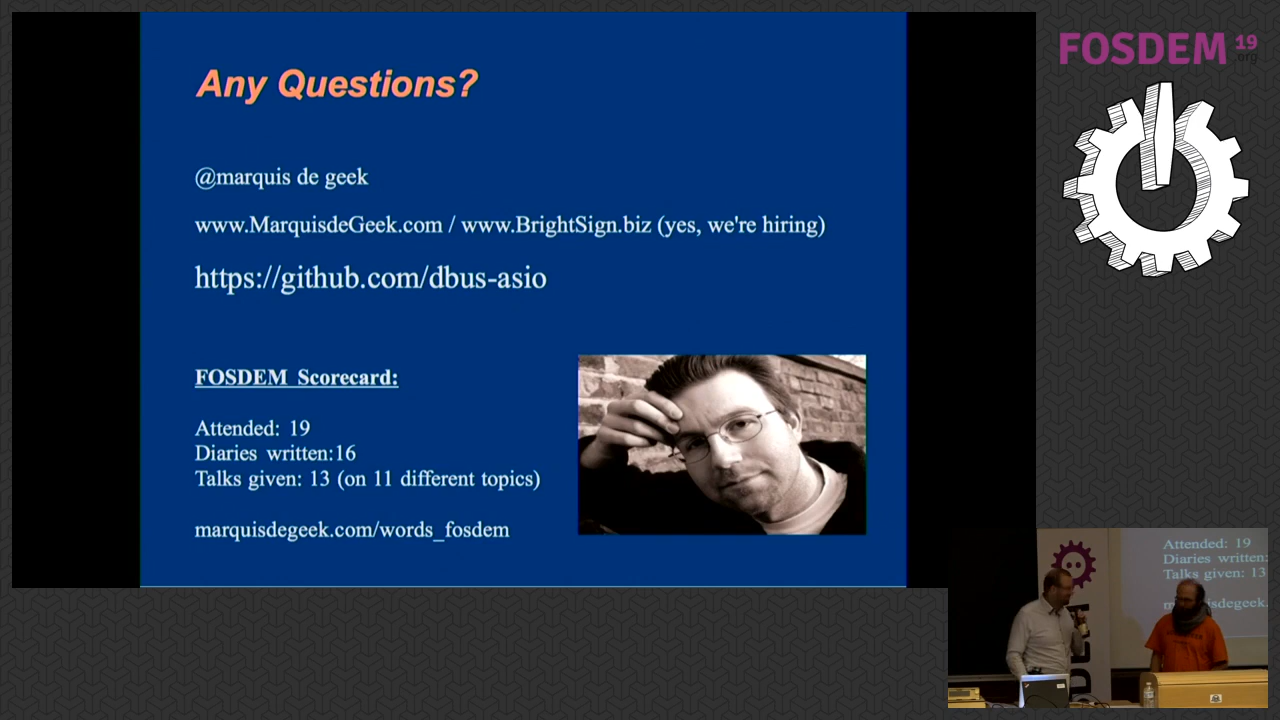 Any Questions?
@marquis de geek
www.MarquisdeGeek.com / www.BrightSign.biz (yes, we're hiring)
https://github.com/dbus-asio
FOSDEM Scorecard:
Attended: 19
Diaries written:16
Talks given: 13 (on 11 different topics)
marquisdegeek.com/words_fosdem
FOSDEM 19
.org
Attended: 19
Diaries written:
Talks given: 13
DEM